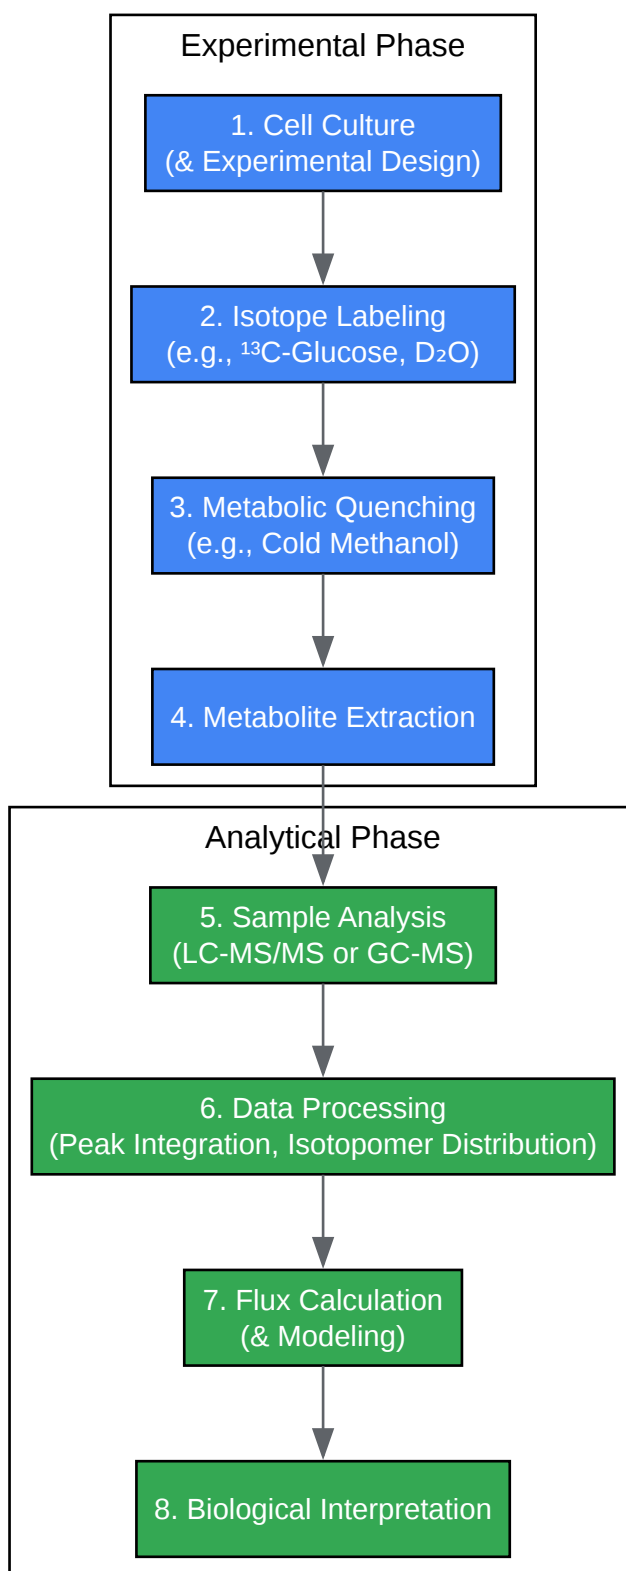 Experimental Phase
1. Cell Culture
(& Experimental Design)
2. Isotope Labeling
(e.g., ¹³C-Glucose, D₂O)
3. Metabolic Quenching
(e.g., Cold Methanol)
4. Metabolite Extraction
Analytical Phase
5. Sample Analysis
(LC-MS/MS or GC-MS)
6. Data Processing
(Peak Integration, Isotopomer Distribution)
7. Flux Calculation
(& Modeling)
8. Biological Interpretation